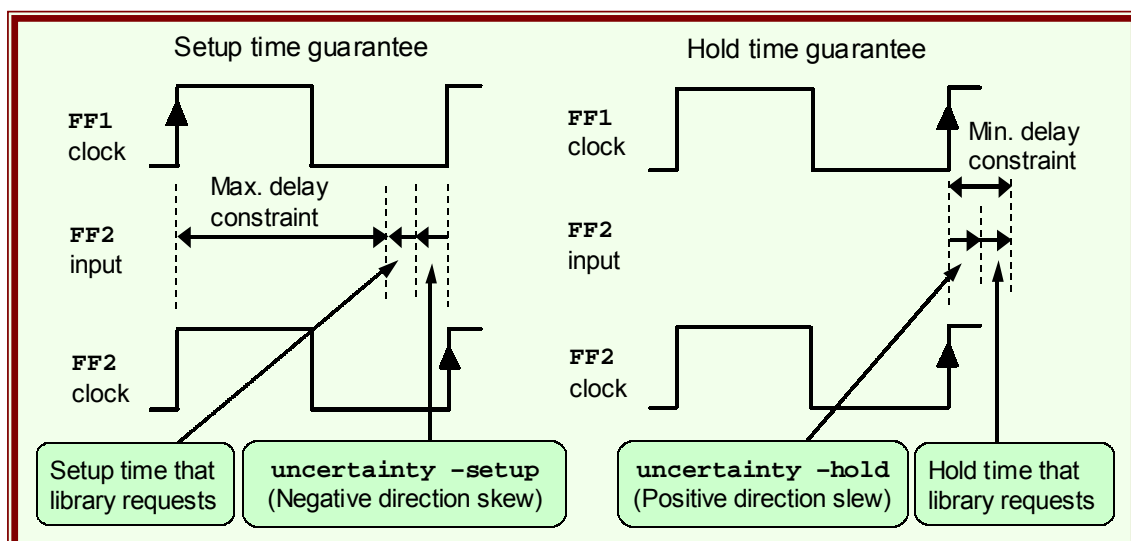 Setup time guarantee
Hold time guarantee
FF1
clock
Max. delay
constraint
FF2
input
FF2
clock
Setup time that
library requests
uncertainty –setup
(Negative direction skew)
FF1
clock
Min. delay
constraint
FF2
input
FF2
clock
uncertainty –hold
(Positive direction slew)
Hold time that
library requests